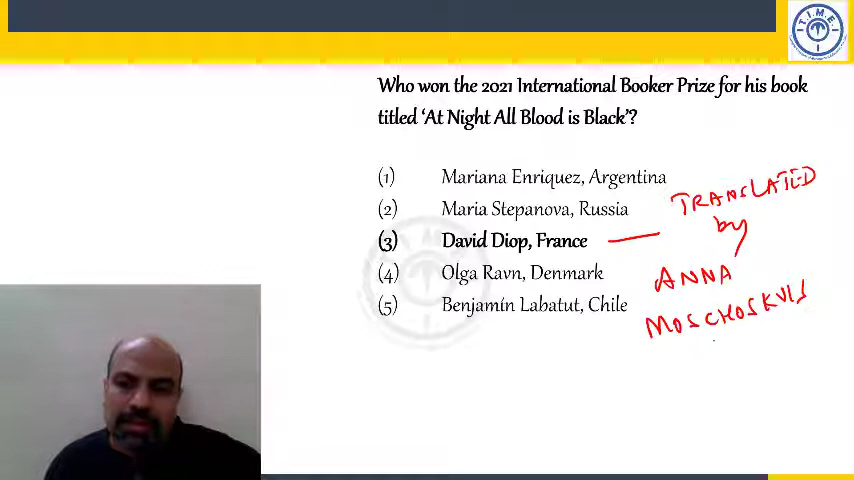 T.I.M.E.
Who won the 2021 International Booker Prize for his book
titled ‘At Night All Blood is Black’?
(1) Mariana Enriquez, Argentina
(2) Maria Stepanova, Russia
(3) David Diop, France
(4) Olga Ravn, Denmark
(5) Benjamín Labatut, Chile
TRANSLATED
by
ANNA
MOSCHOSKVIS